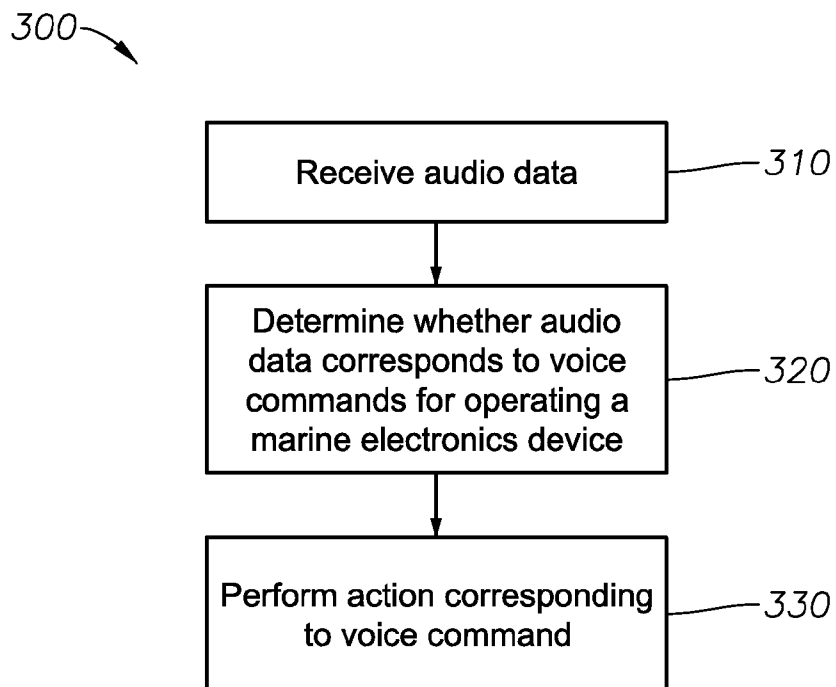 300
Receive audio data
310
Determine whether audio
data corresponds to voice
commands for operating a
marine electronics device
320
Perform action corresponding
to voice command
330